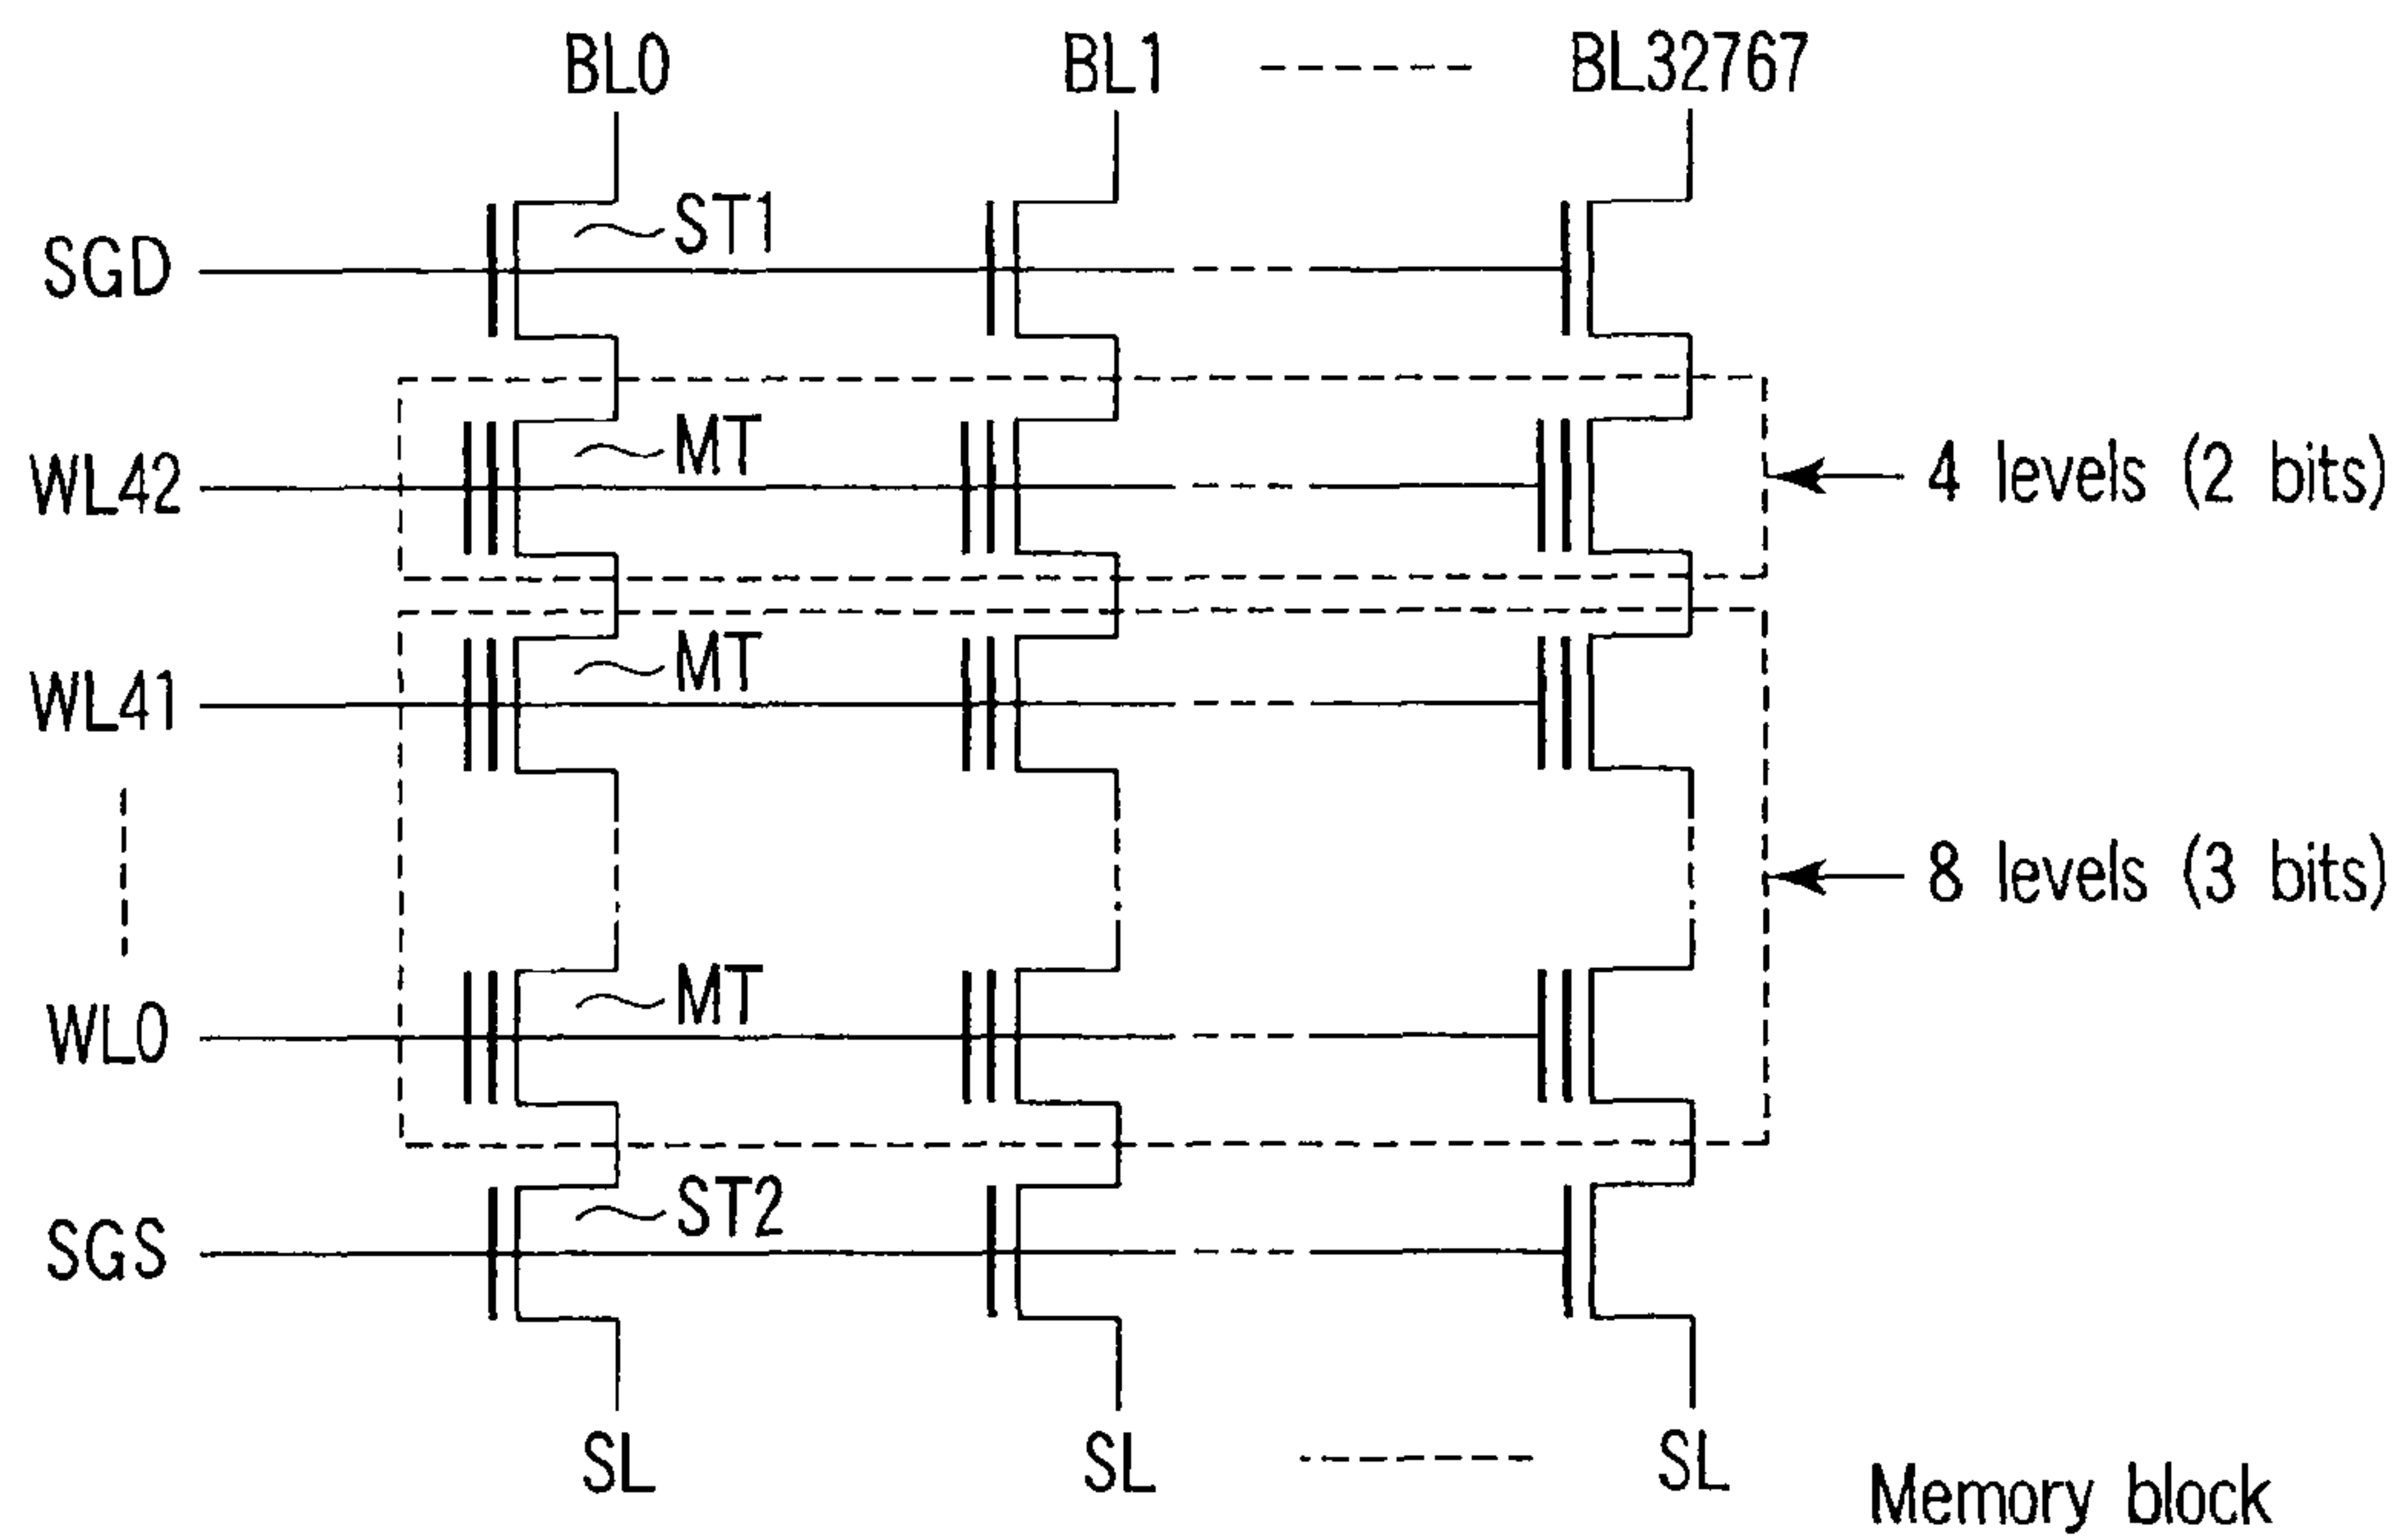 BL0 BL1 BL32767
ST1
SGD
MT
WL42
4 levels (2 bits)
MT
WL41
8 levels (3 bits)
MT
WL0
ST2
SGS
SL SL SL
Memory block